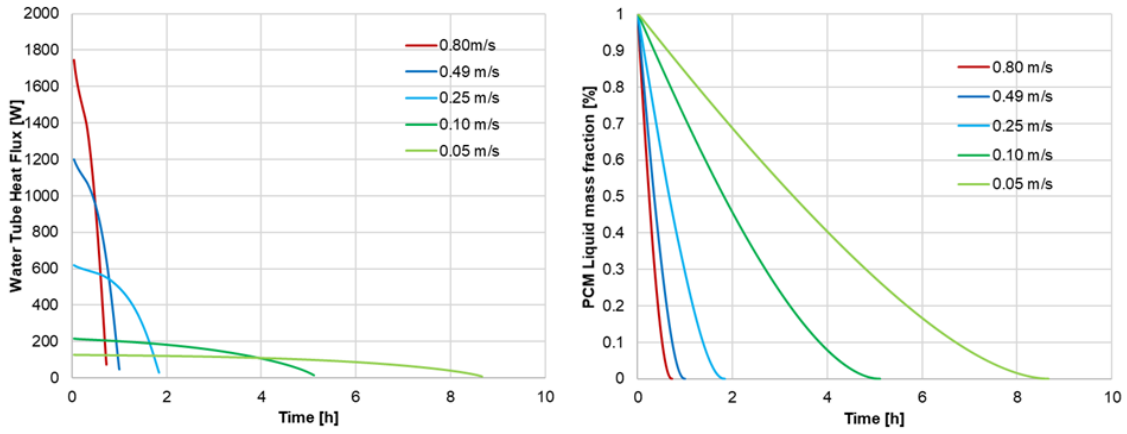 Water Tube Heat Flux [W]
2000
1800
1600
1400
1200
1000
800
600
400
200
0
0.80m/s
0.49 m/s
0.25 m/s
0.10 m/s
0.05 m/s
0 2 4 6 8 10
Time [h]
PCM Liquid mass fraction [%]
1
0.9
0.8
0.7
0.6
0.5
0.4
0.3
0.2
0.1
0
0.80 m/s
0.49 m/s
0.25 m/s
0.10 m/s
0.05 m/s
0 2 4 6 8 10
Time [h]